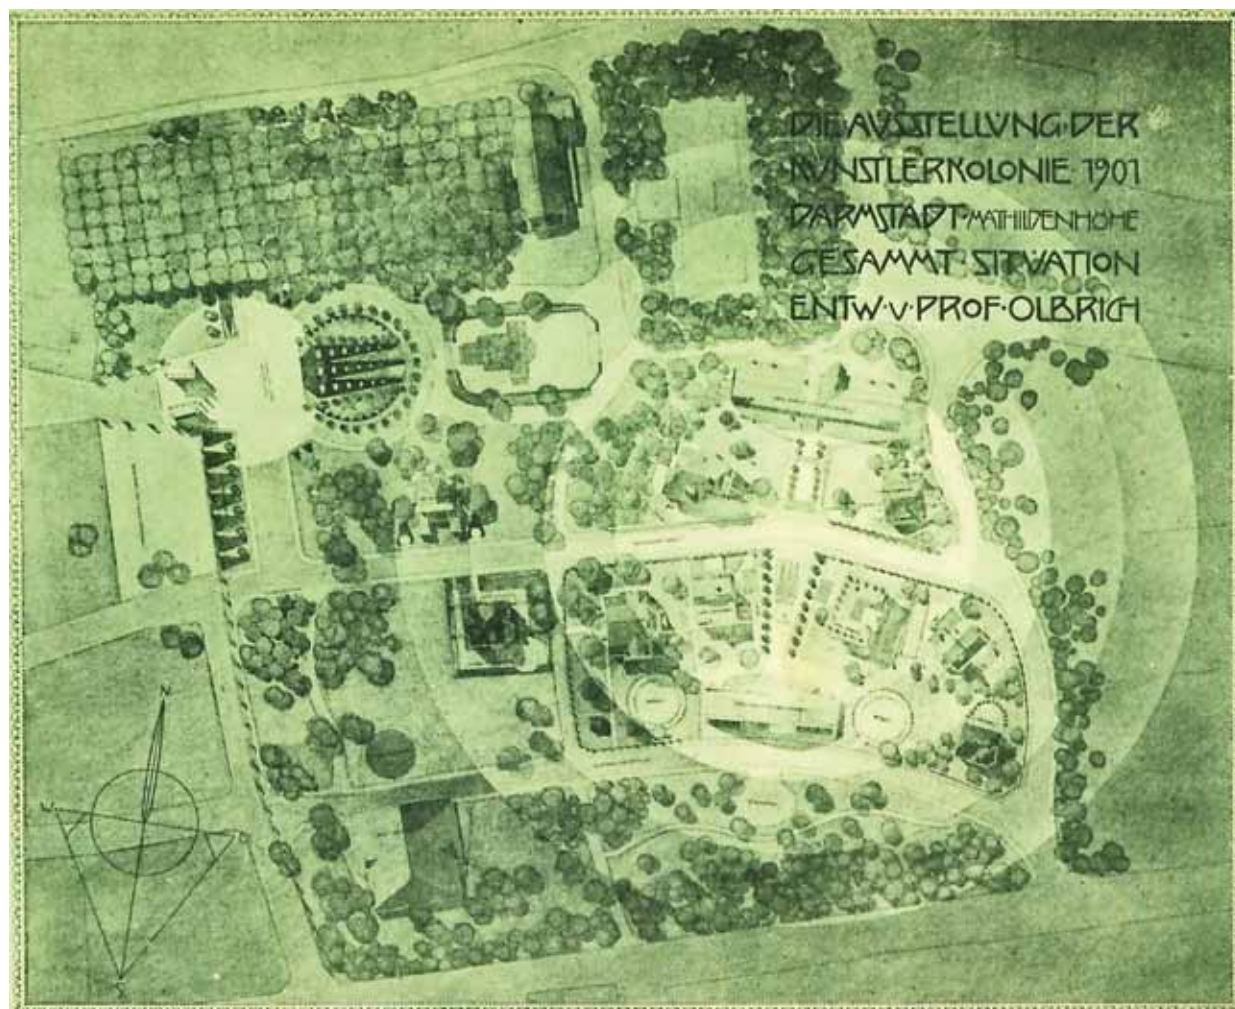 DIE AVSSTELLVNG·DER
KVNSTLERKOLONIE 1901
DARMSTADT·MATHILDENHÖHE
GESAMMT·SITVATION
ENTW·V·PROF·OLBRICH
N
S